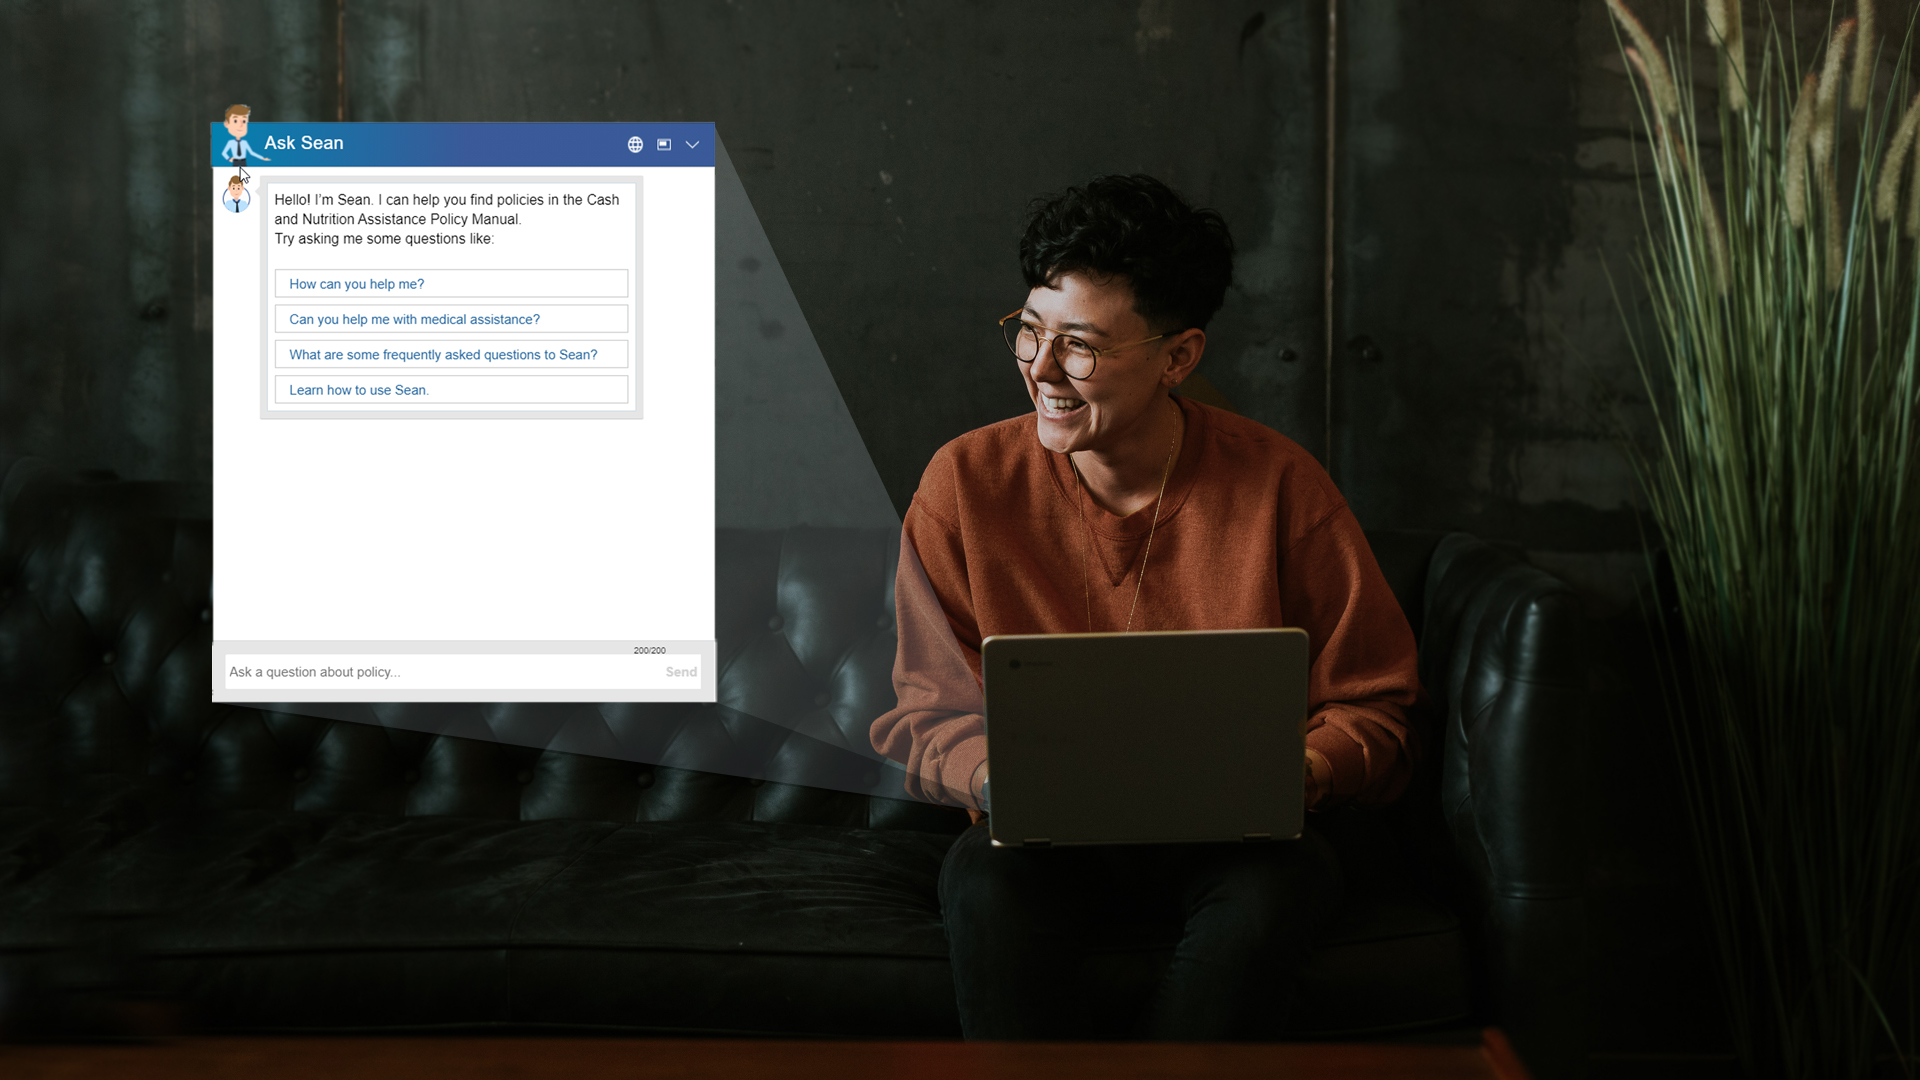 Ask Sean
Hello! I'm Sean. I can help you find policies in the Cash
and Nutrition Assistance Policy Manual.
Try asking me some questions like:
How can you help me?
Can you help me with medical assistance?
What are some frequently asked questions to Sean?
Learn how to use Sean.
200/200
Ask a question about policy...
Send